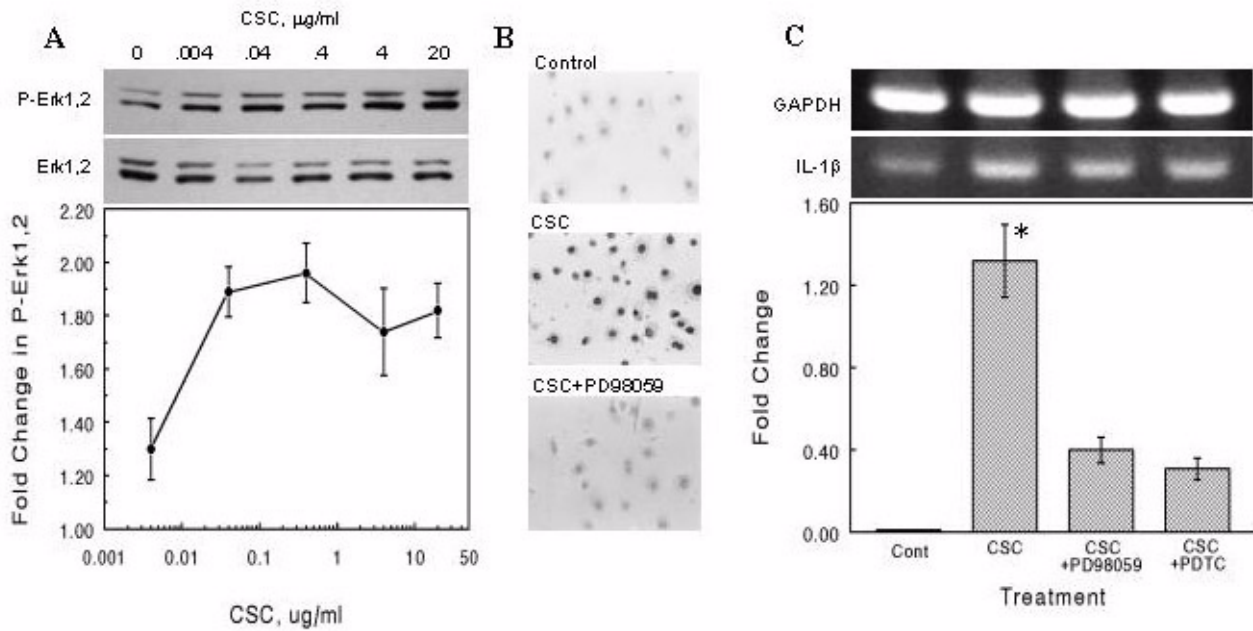 A
CSC, µg/ml
0 .004 .04 .4 4 20
P-Erk1,2
Erk1,2
Fold Change in P-Erk1,2
2.20
2.00
1.80
1.60
1.40
1.20
1.00
0.001 0.01 0.1 1 10 50
CSC, ug/ml
B
Control
CSC
CSC+PD98059
C
GAPDH
IL-1β
Fold Change
1.60
1.20
0.80
0.40
0.00
*
Cont CSC CSC +PD98059 CSC +PDTC
Treatment